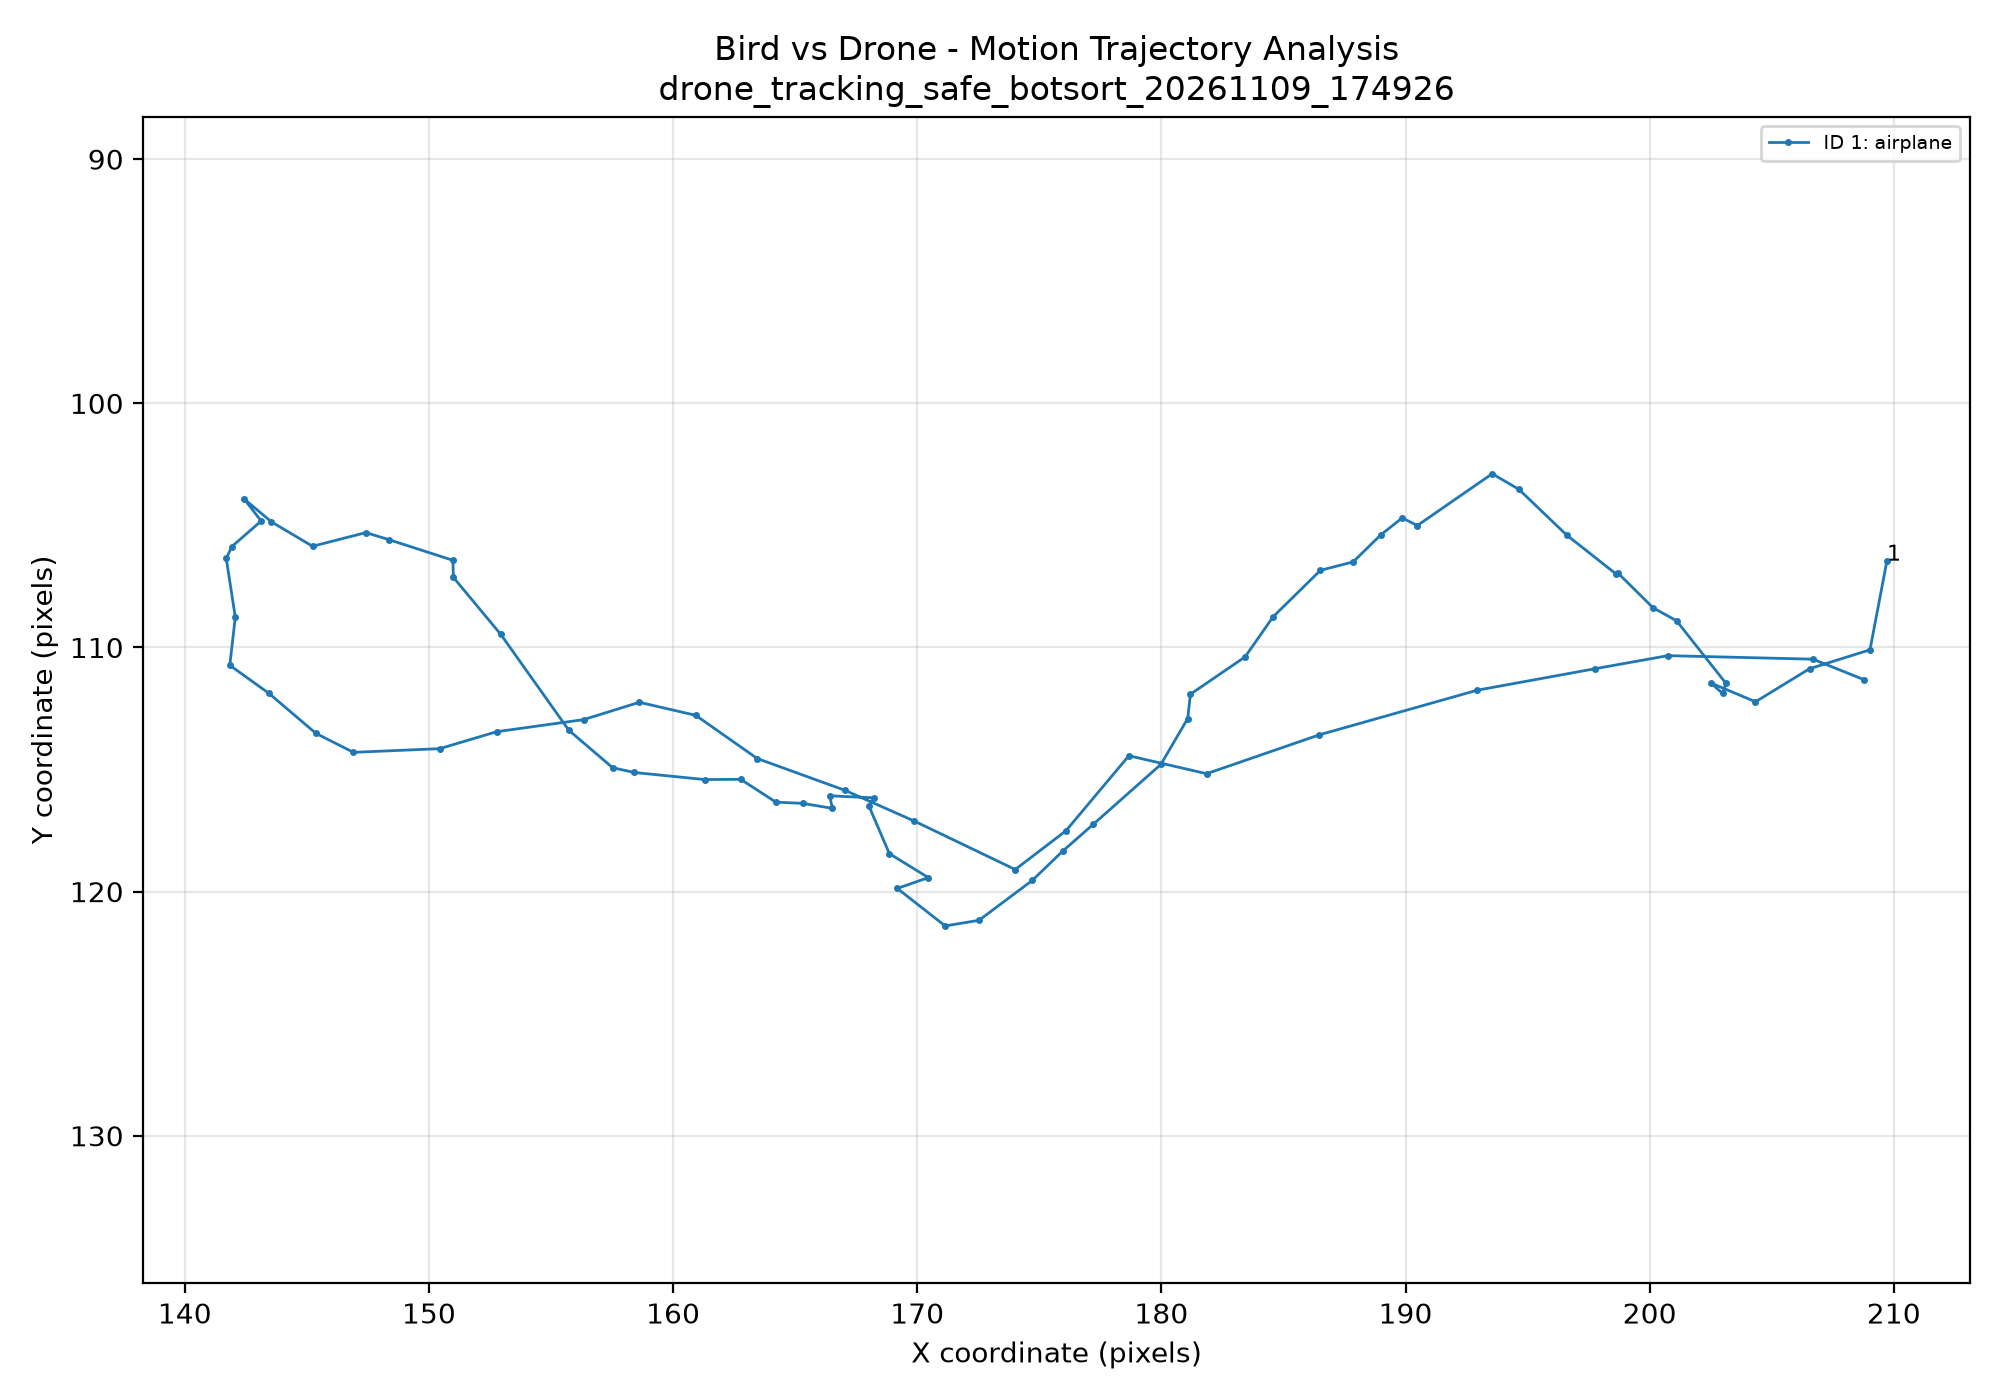 Bird vs Drone - Motion Trajectory Analysis
drone_tracking_safe_botsort_20261109_174926
ID 1: airplane
90
100
110
120
130
Y coordinate (pixels)
1
140 150 160 170 180 190 200 210
X coordinate (pixels)